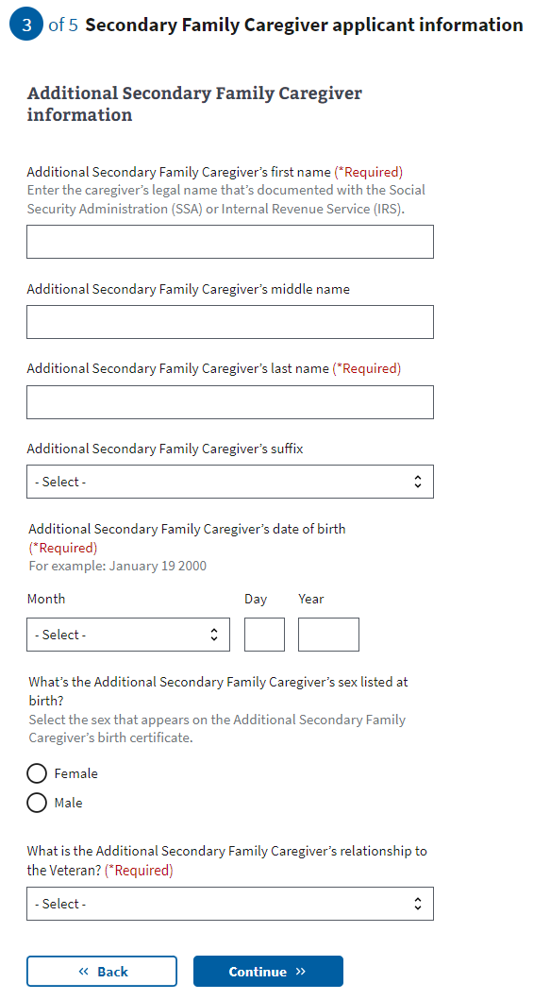 3 of 5 Secondary Family Caregiver applicant information
Additional Secondary Family Caregiver
information
Additional Secondary Family Caregiver's first name (*Required)
Enter the caregiver's legal name that's documented with the Social
Security Administration (SSA) or Internal Revenue Service (IRS).
Additional Secondary Family Caregiver's middle name
Additional Secondary Family Caregiver's last name (*Required)
Additional Secondary Family Caregiver's suffix
- Select -
Additional Secondary Family Caregiver's date of birth
(*Required)
For example: January 19 2000
Month Day Year
- Select -
What's the Additional Secondary Family Caregiver's sex listed at
birth?
Select the sex that appears on the Additional Secondary Family
Caregiver's birth certificate.
Female
Male
What is the Additional Secondary Family Caregiver's relationship to
the Veteran? (*Required)
- Select -
« Back Continue »